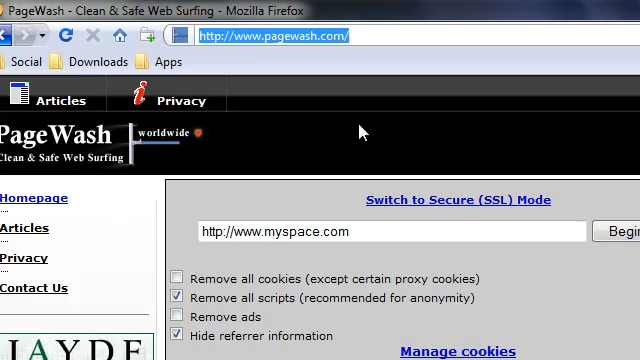 PageWash - Clean & Safe Web Surfing - Mozilla Firefox
http://www.pagewash.com/
Social Downloads Apps
Articles Privacy
PageWash worldwide
Clean & Safe Web Surfing
Switch to Secure (SSL) Mode
Homepage
http://www.myspace.com Begin
Articles
Privacy
Contact Us
Remove all cookies (except certain proxy cookies)
Remove all scripts (recommended for anonymity)
Remove ads
Hide referrer information
Manage cookies
JAYDE